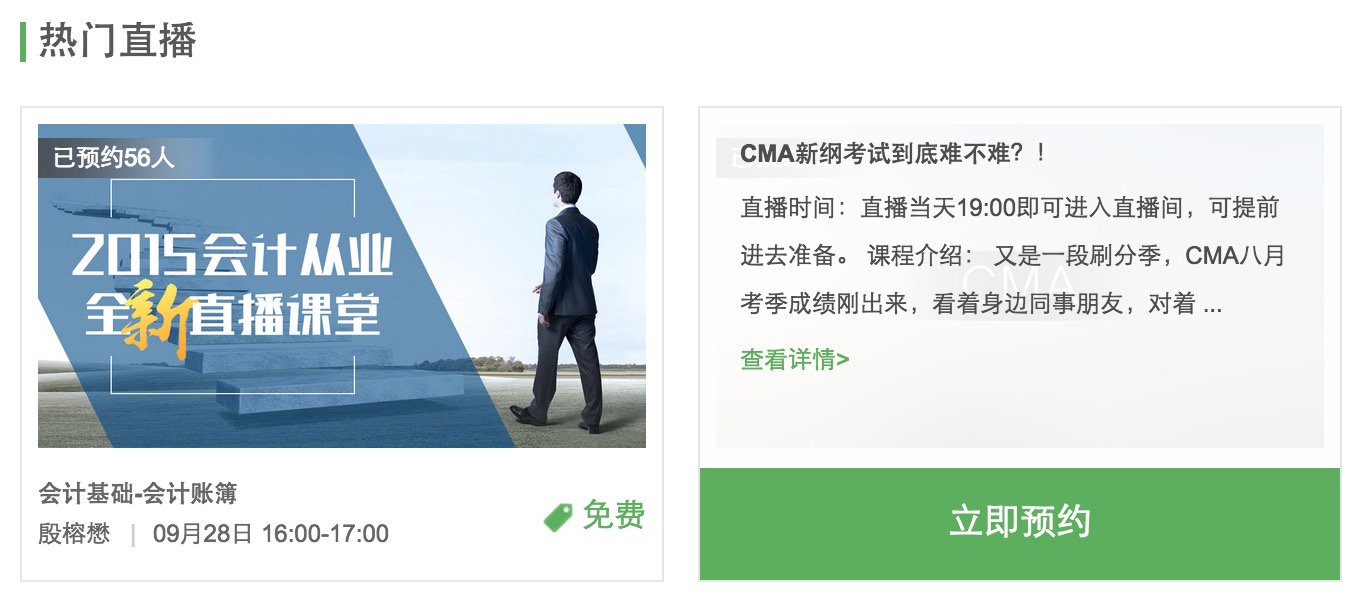 热门直播
已预约56人
2015会计从业
全新直播课堂
会计基础-会计账簿
殷榕懋 | 09月28日 16:00-17:00
免费
CMA新纲考试到底难不难？！
直播时间：直播当天19:00即可进入直播间，可提前
进去准备。 课程介绍： 又是一段刷分季，CMA八月
考季成绩刚出来，看着身边同事朋友，对着 ...
CMA
查看详情>
立即预约